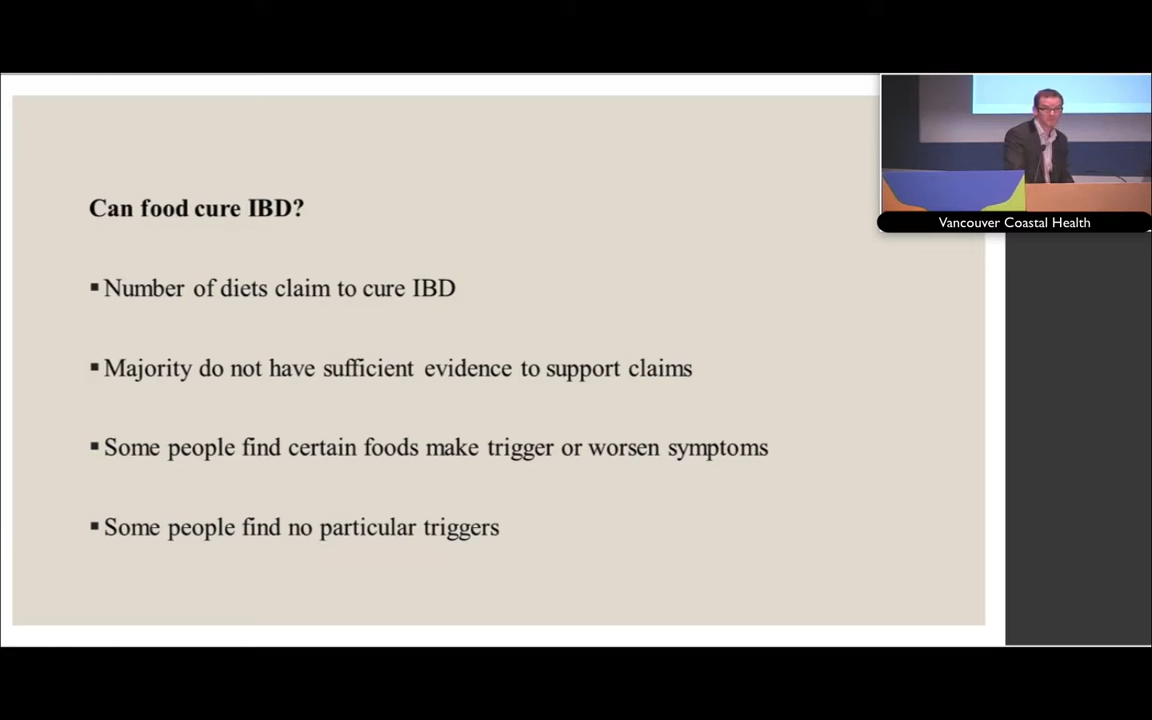 Can food cure IBD?
▪ Number of diets claim to cure IBD
▪ Majority do not have sufficient evidence to support claims
▪ Some people find certain foods make trigger or worsen symptoms
▪ Some people find no particular triggers
Vancouver Coastal Health